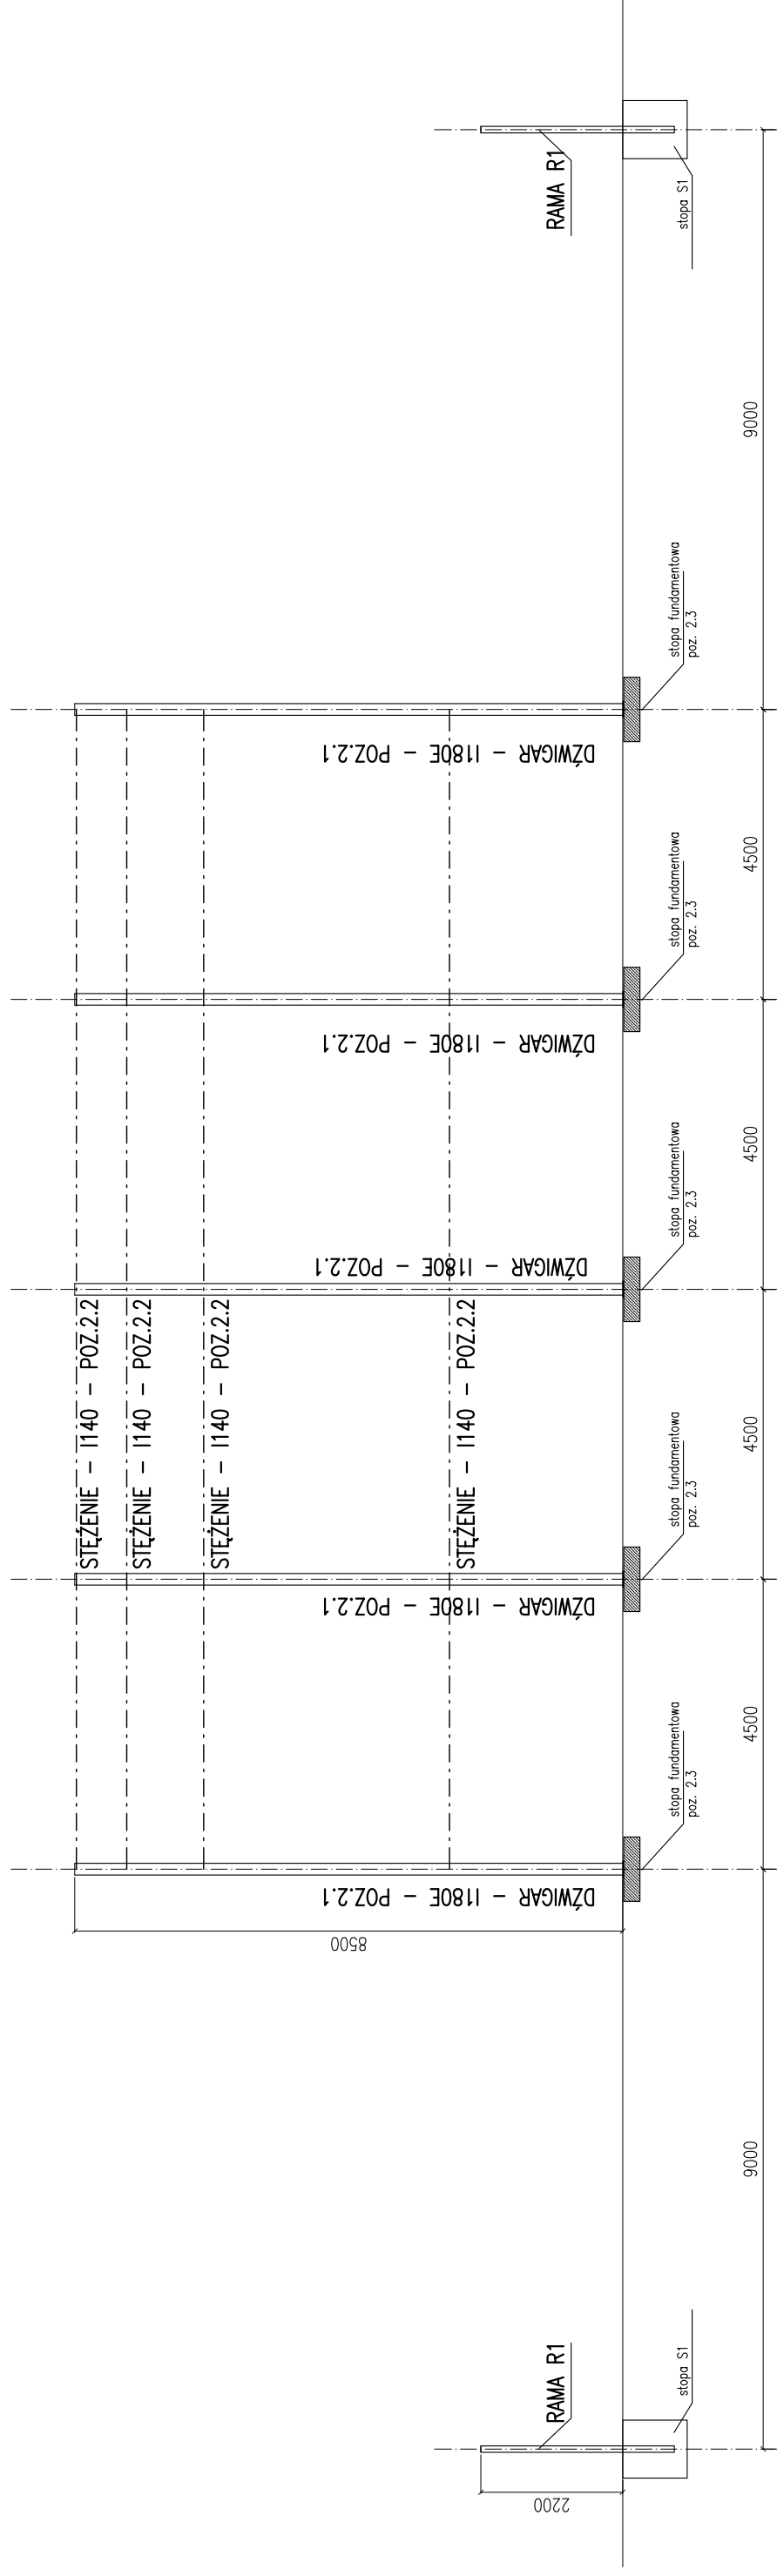 STĘŻENIE – I140 – POZ.2.2
STĘŻENIE – I140 – POZ.2.2
STĘŻENIE – I140 – POZ.2.2
STĘŻENIE – I140 – POZ.2.2
8500
DŹWIGAR – I180E – POZ.2.1
DŹWIGAR – I180E – POZ.2.1
DŹWIGAR – I180E – POZ.2.1
DŹWIGAR – I180E – POZ.2.1
DŹWIGAR – I180E – POZ.2.1
2200
RAMA R1
RAMA R1
stopa S1
stopa fundamentowa
poz. 2.3
stopa fundamentowa
poz. 2.3
stopa fundamentowa
poz. 2.3
stopa fundamentowa
poz. 2.3
stopa fundamentowa
poz. 2.3
stopa S1
9000
4500
4500
4500
4500
9000